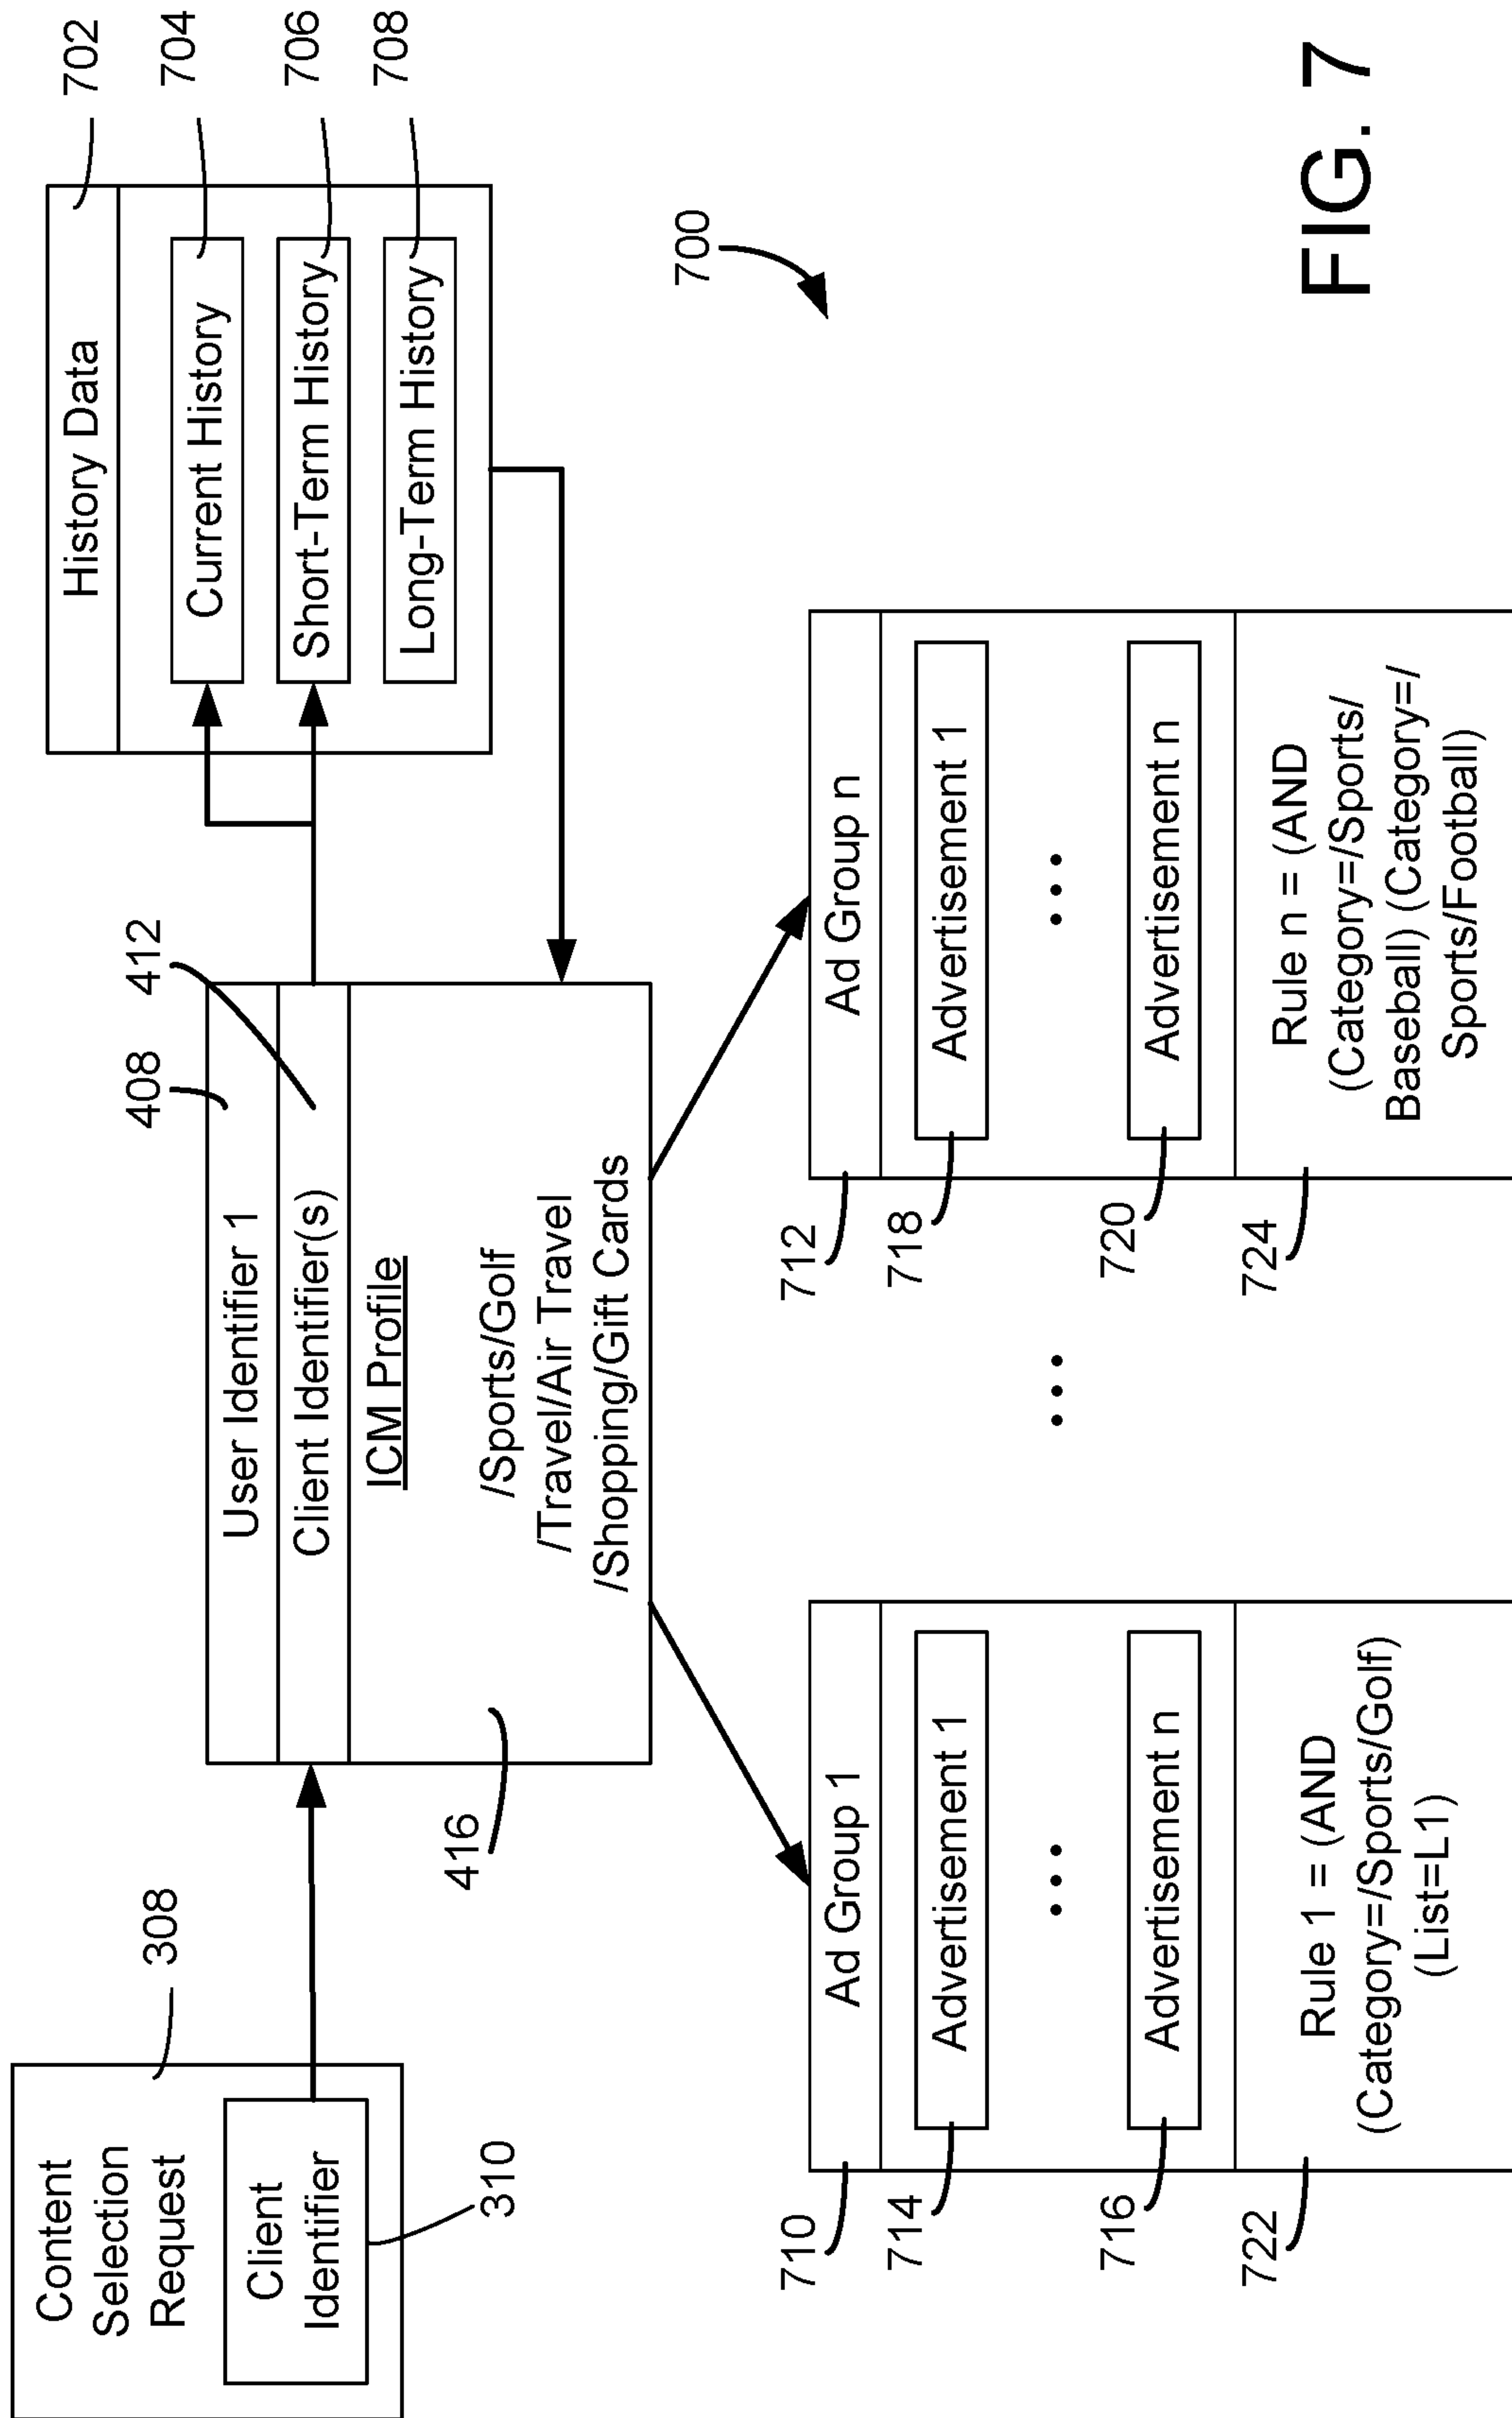 Content
Selection
Request
308
Client
Identifier
310
408
412
User Identifier 1
Client Identifier(s)
ICM Profile
/Sports/Golf
/Travel/Air Travel
/Shopping/Gift Cards
416
History Data
702
Current History
704
Short-Term History
706
Long-Term History
708
700
710
Ad Group 1
714
Advertisement 1
•••
716
Advertisement n
722
Rule 1 = (AND
(Category=/Sports/Golf)
(List=L1)
•••
712
Ad Group n
718
Advertisement 1
•••
720
Advertisement n
724
Rule n = (AND
(Category=/Sports/
Baseball) (Category=/
Sports/Football)
FIG. 7